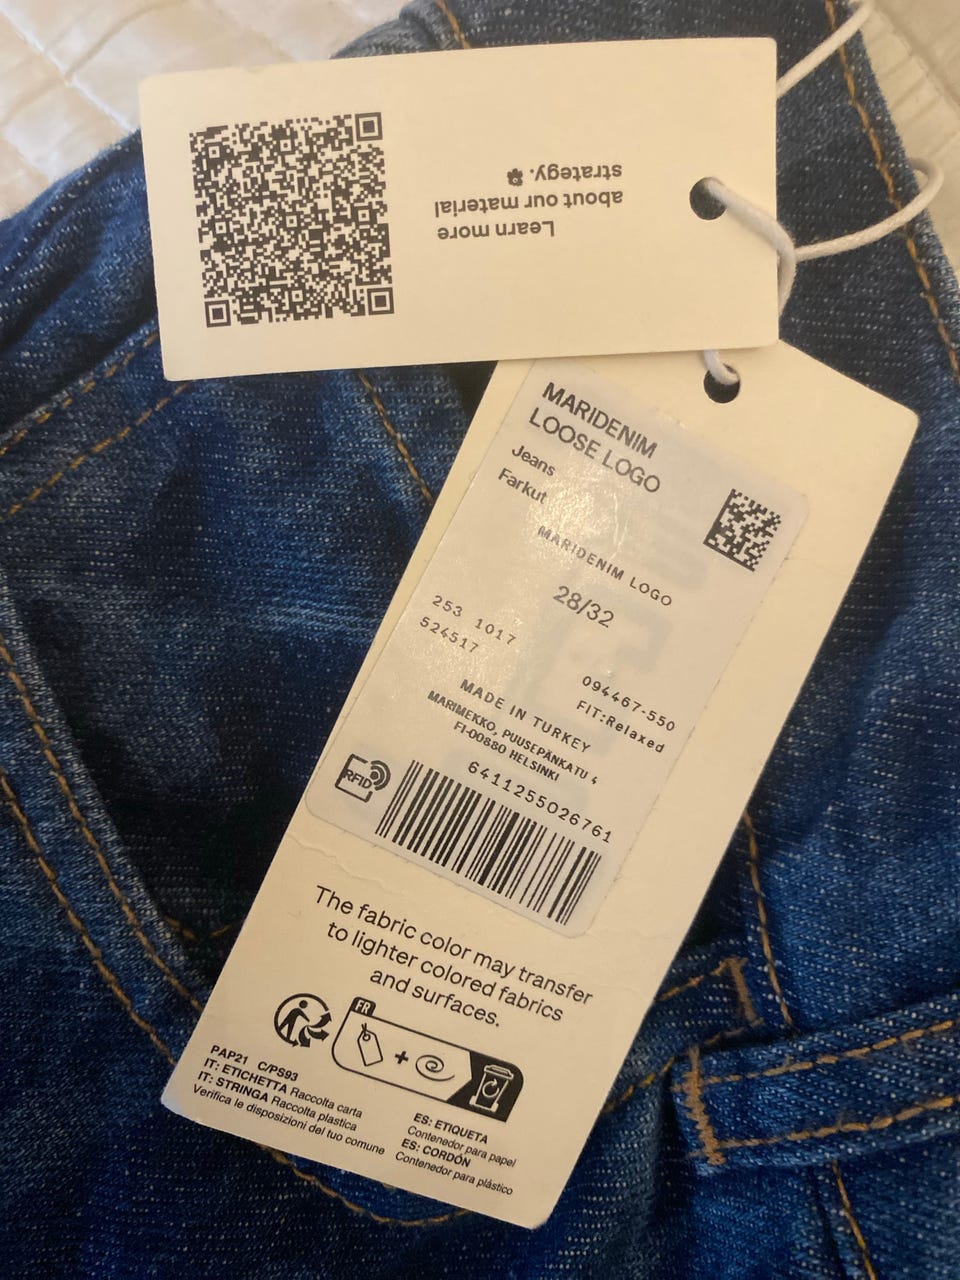 Learn more
about our material
strategy.
MARIDENIM
LOOSE LOGO
Jeans
Farkut
MARIDENIM LOGO
28/32
253 1017
524517
094467-550
FIT:Relaxed
MADE IN TURKEY
MARIMEKKO, PUUSEPÄNKATU 4
FI-00880 HELSINKI
RFID
6411255026761
The fabric color may transfer
to lighter colored fabrics
and surfaces.
FR
+
PAP21 C/PS93
IT: ETICHETTA Raccolta carta
IT: STRINGA Raccolta plastica
Verifica le disposizioni del tuo comune
ES: ETIQUETA
Contenedor para papel
ES: CORDÓN
Contenedor para plástico